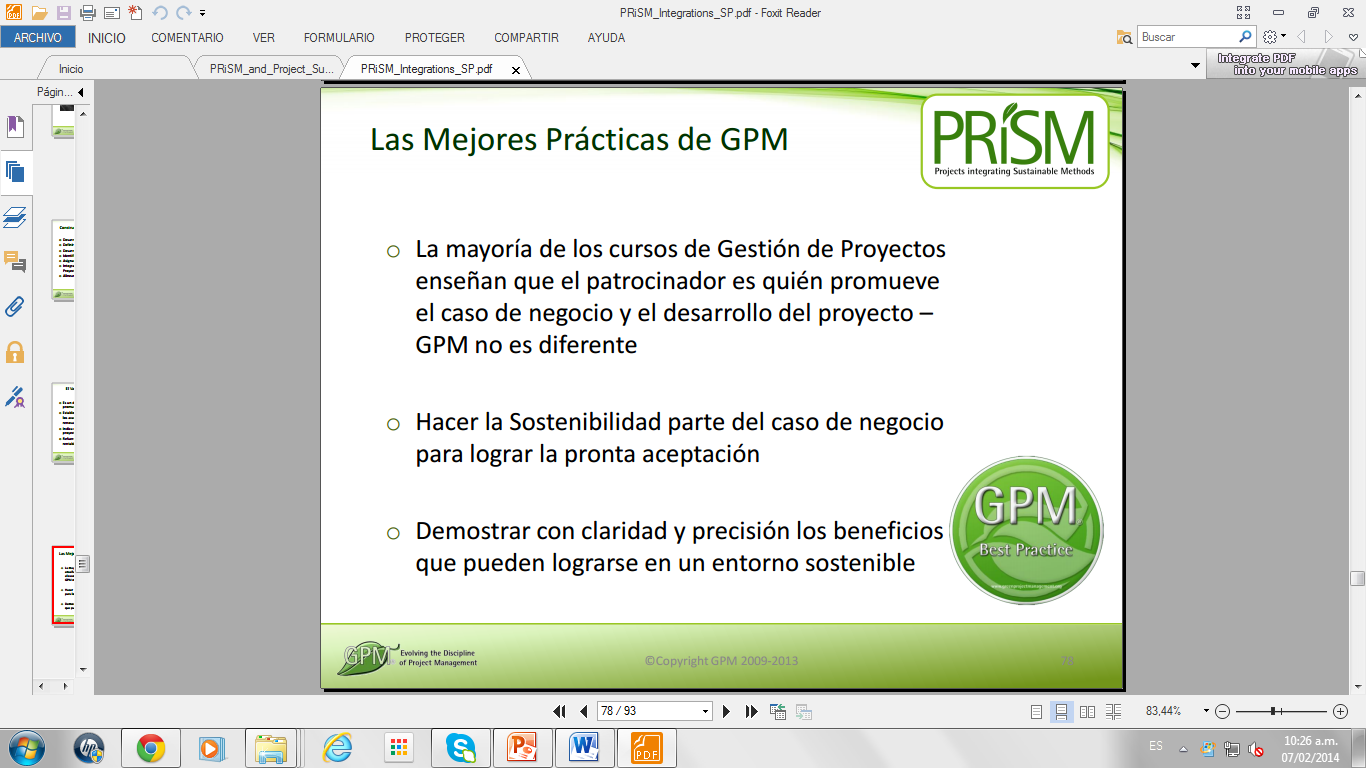 PRiSM_Integrations_SP.pdf - Foxit Reader
ARCHIVO INICIO COMENTARIO VER FORMULARIO PROTEGER COMPARTIR AYUDA
Buscar
Inicio PRiSM_and_Project_Su... PRiSM_Integrations_SP.pdf
Integrate PDF
into your mobile apps
Págin...
Las Mejores Prácticas de GPM
PRiSM
Projects integrating Sustainable Methods
La mayoría de los cursos de Gestión de Proyectos
enseñan que el patrocinador es quién promueve
el caso de negocio y el desarrollo del proyecto –
GPM no es diferente
Hacer la Sostenibilidad parte del caso de negocio
para lograr la pronta aceptación
Demostrar con claridad y precisión los beneficios
que pueden lograrse en un entorno sostenible
GPM
Best Practice
GPM
Evolving the Discipline
of Project Management
©Copyright GPM 2009-2013
78
78 / 93
83,44%
ES
10:26 a.m.
07/02/2014